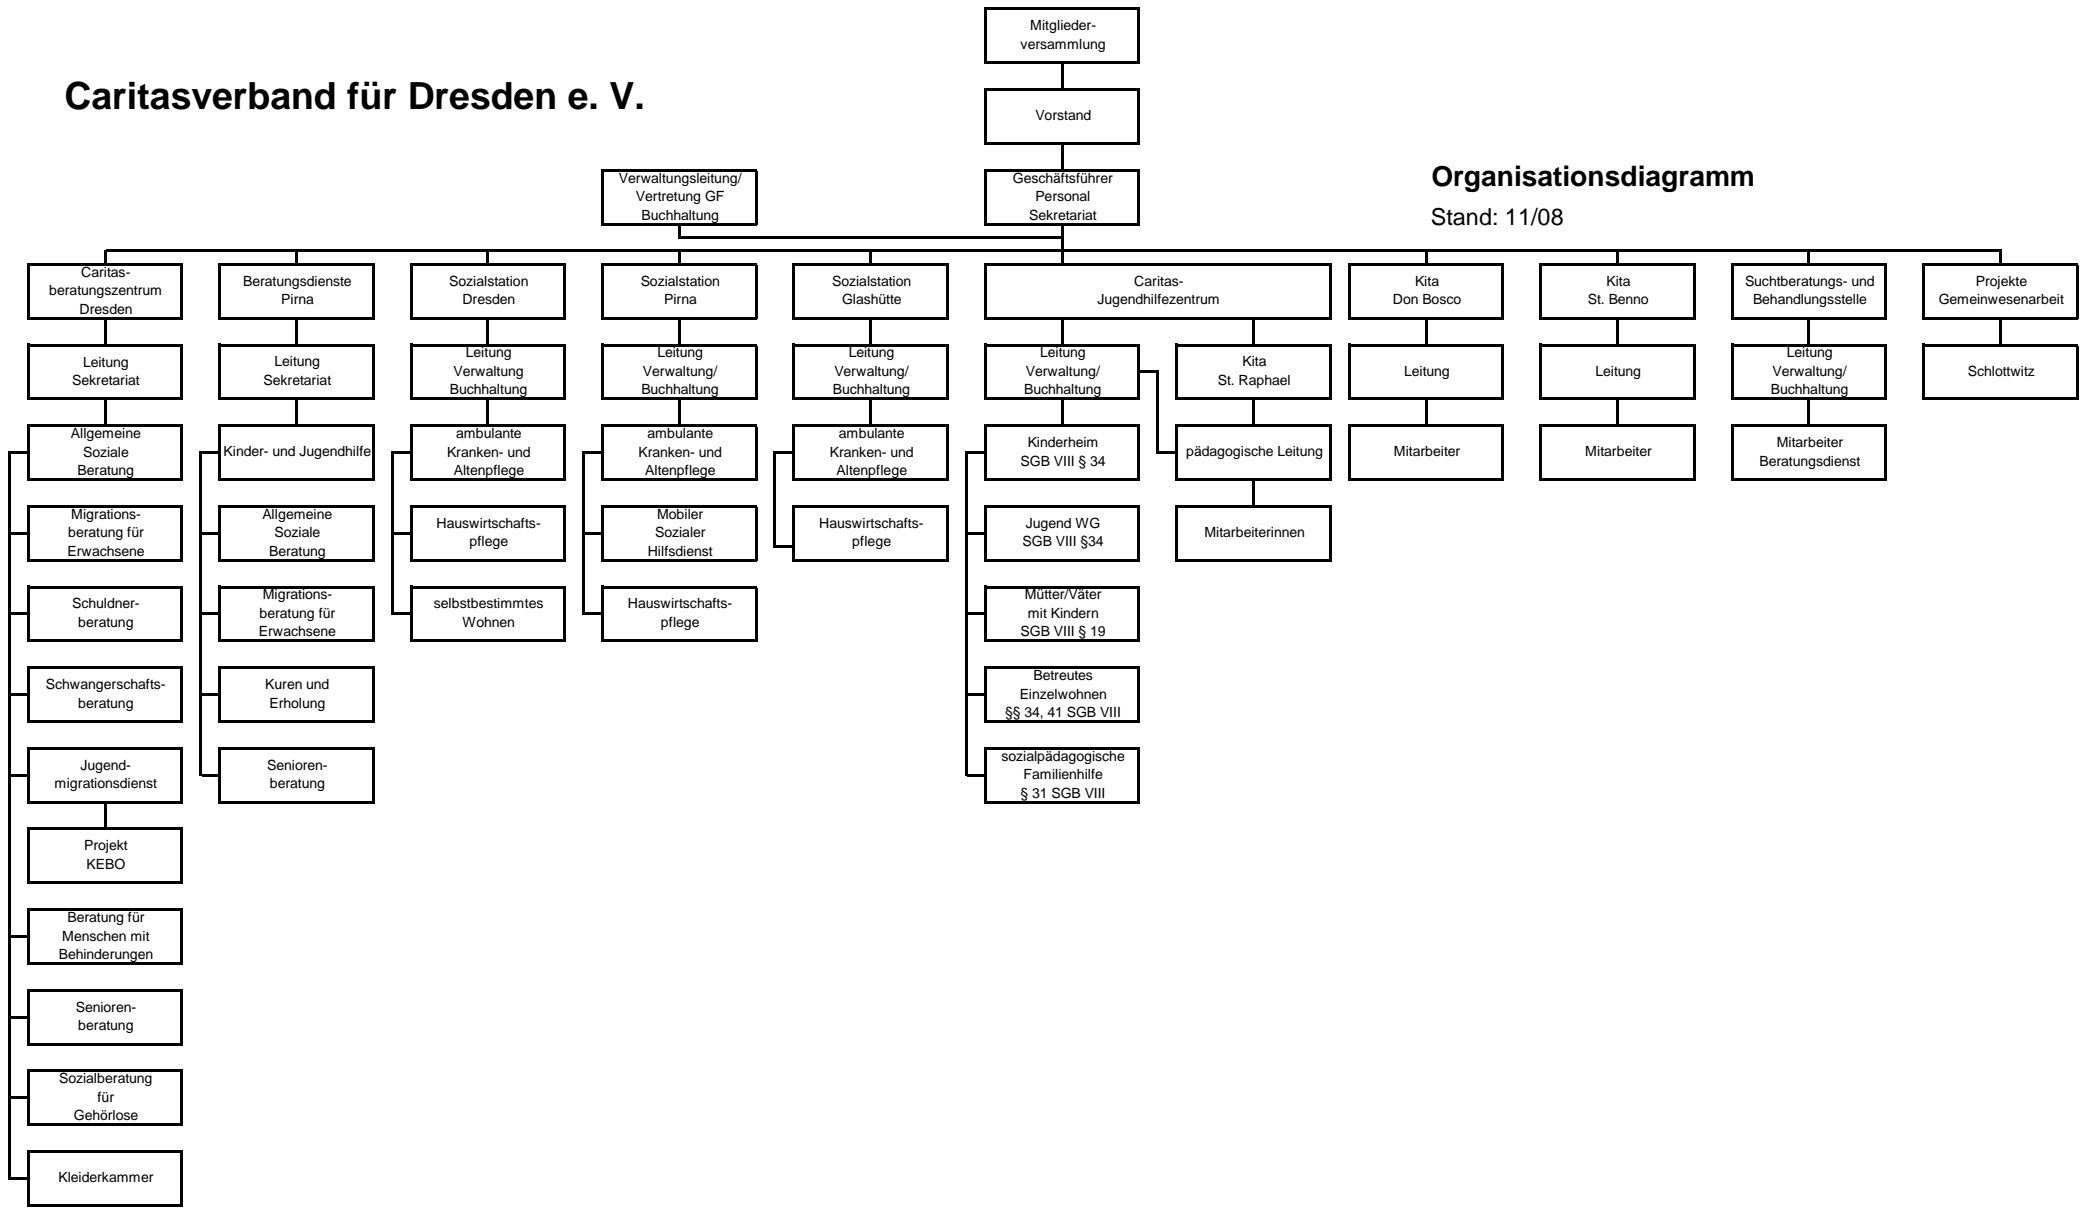 Mitglieder-
versammlung
Caritasverband für Dresden e. V.
Vorstand
Verwaltungsleitung/
Vertretung GF
Buchhaltung
Geschäftsführer
Personal
Sekretariat
Organisationsdiagramm
Stand: 11/08
Caritas-
beratungszentrum
Dresden
Beratungsdienste
Pirna
Sozialstation
Dresden
Sozialstation
Pirna
Sozialstation
Glashütte
Caritas-
Jugendhilfezentrum
Kita
Don Bosco
Kita
St. Benno
Suchtberatungs- und
Behandlungsstelle
Projekte
Gemeinwesenarbeit
Leitung
Sekretariat
Leitung
Sekretariat
Leitung
Verwaltung
Buchhaltung
Leitung
Verwaltung/
Buchhaltung
Leitung
Verwaltung/
Buchhaltung
Leitung
Verwaltung/
Buchhaltung
Kita
St. Raphael
Leitung
Leitung
Leitung
Verwaltung/
Buchhaltung
Schlottwitz
Allgemeine
Soziale
Beratung
Kinder- und Jugendhilfe
ambulante
Kranken- und
Altenpflege
ambulante
Kranken- und
Altenpflege
ambulante
Kranken- und
Altenpflege
Kinderheim
SGB VIII § 34
pädagogische Leitung
Mitarbeiter
Mitarbeiter
Mitarbeiter
Beratungsdienst
Migrations-
beratung für
Erwachsene
Allgemeine
Soziale
Beratung
Hauswirtschafts-
pflege
Mobiler
Sozialer
Hilfsdienst
Hauswirtschafts-
pflege
Jugend WG
SGB VIII §34
Mitarbeiterinnen
Schuldner-
beratung
Migrations-
beratung für
Erwachsene
selbstbestimmtes
Wohnen
Hauswirtschafts-
pflege
Mütter/Väter
mit Kindern
SGB VIII § 19
Schwangerschafts-
beratung
Kuren und
Erholung
Betreutes
Einzelwohnen
§§ 34, 41 SGB VIII
Jugend-
migrationsdienst
Senioren-
beratung
sozialpädagogische
Familienhilfe
§ 31 SGB VIII
Projekt
KEBO
Beratung für
Menschen mit
Behinderungen
Senioren-
beratung
Sozialberatung
für
Gehörlose
Kleiderkammer